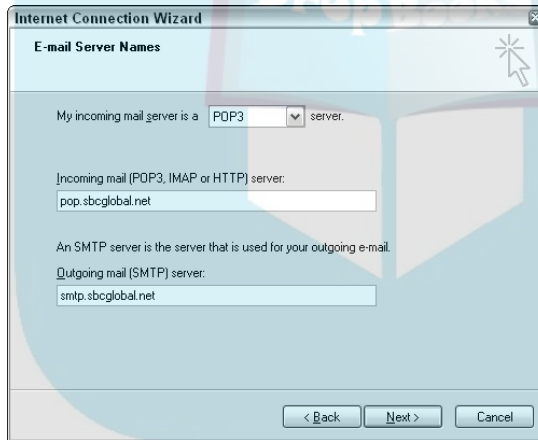 Internet Connection Wizard
E-mail Server Names
My incoming mail server is a POP3 server.
Incoming mail (POP3, IMAP or HTTP) server:
pop.sbcglobal.net
An SMTP server is the server that is used for your outgoing e-mail.
Outgoing mail (SMTP) server:
smtp.sbcglobal.net
< Back Next > Cancel